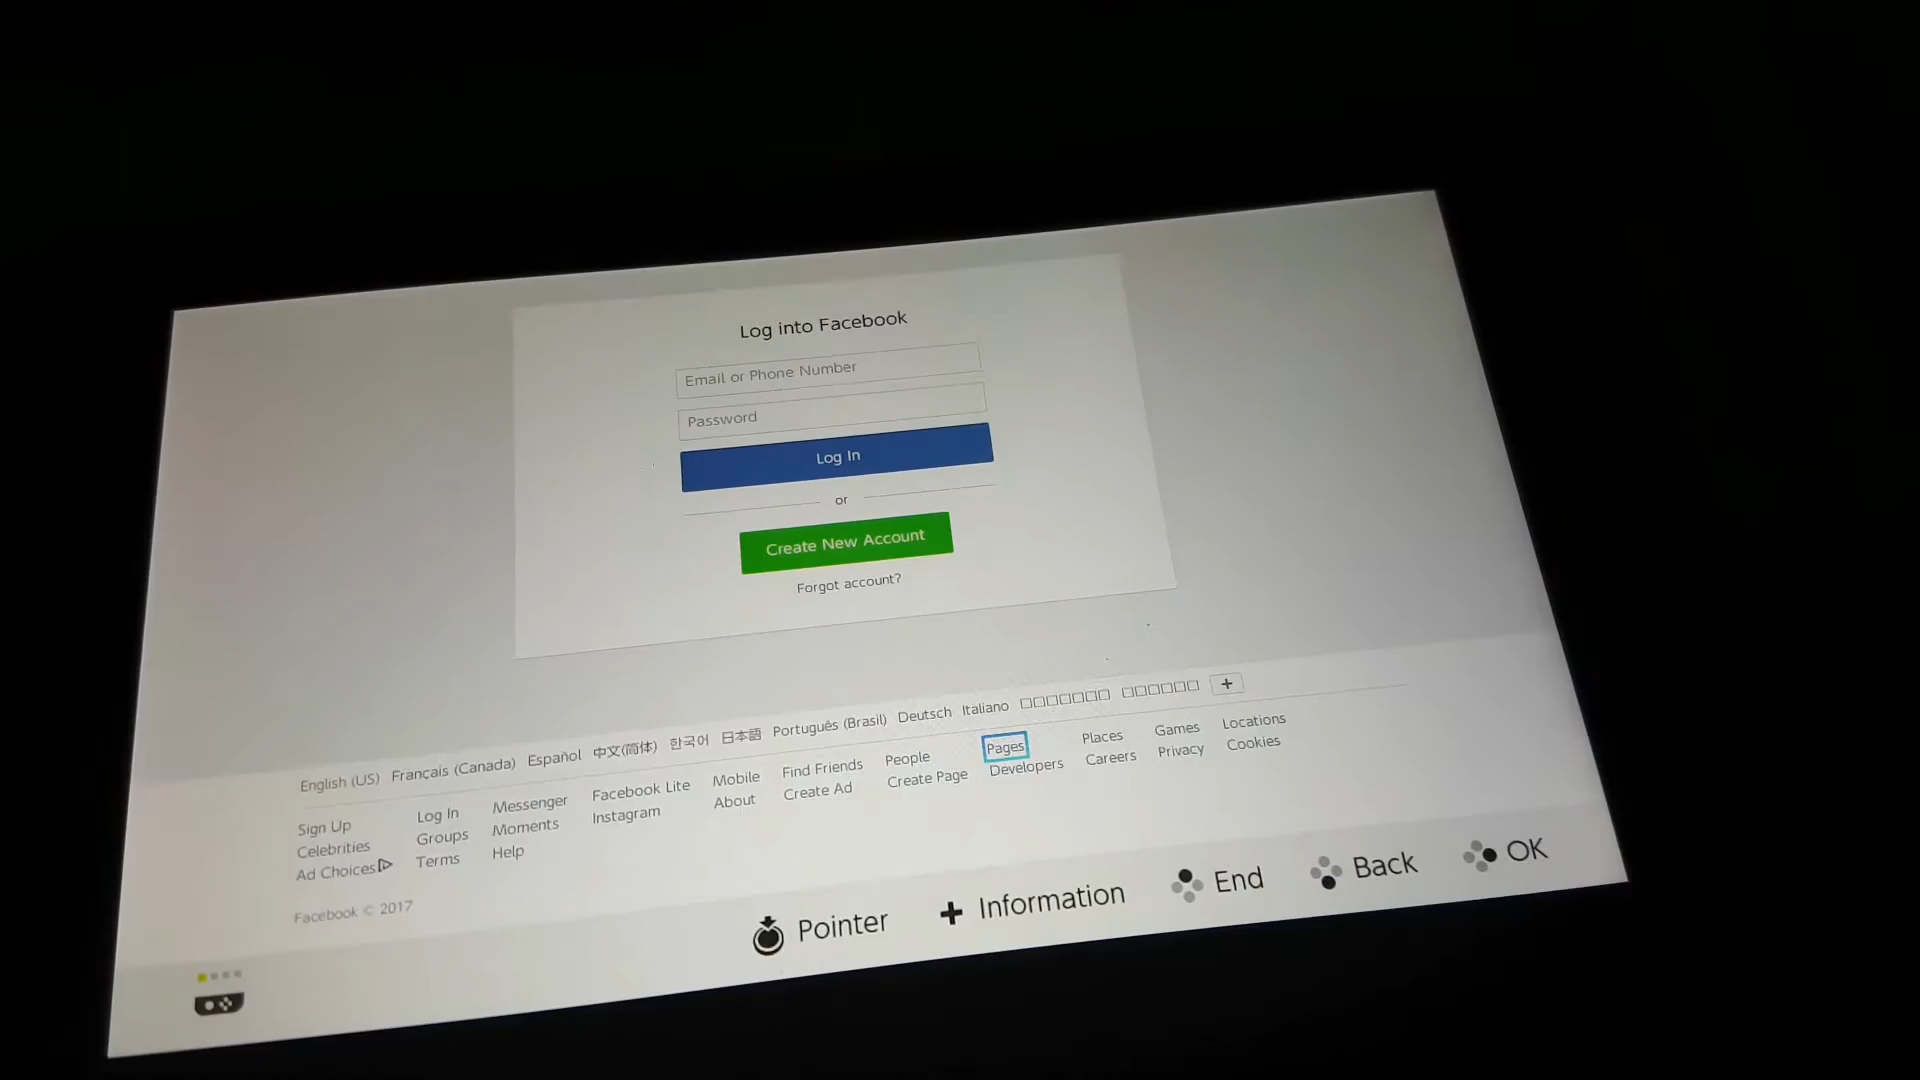 Log into Facebook
Email or Phone Number
Password
Log In
or
Create New Account
Forgot account?
English (US) Français (Canada) Español 中文(简体) 한국어 日本語 Português (Brasil) Deutsch Italiano +
Sign Up Log In Messenger Facebook Lite Mobile Find Friends People Pages Places Games Locations
Celebrities Groups Moments Instagram About Create Ad Create Page Developers Careers Privacy Cookies
Ad Choices Terms Help
Facebook © 2017
Pointer Information End Back OK